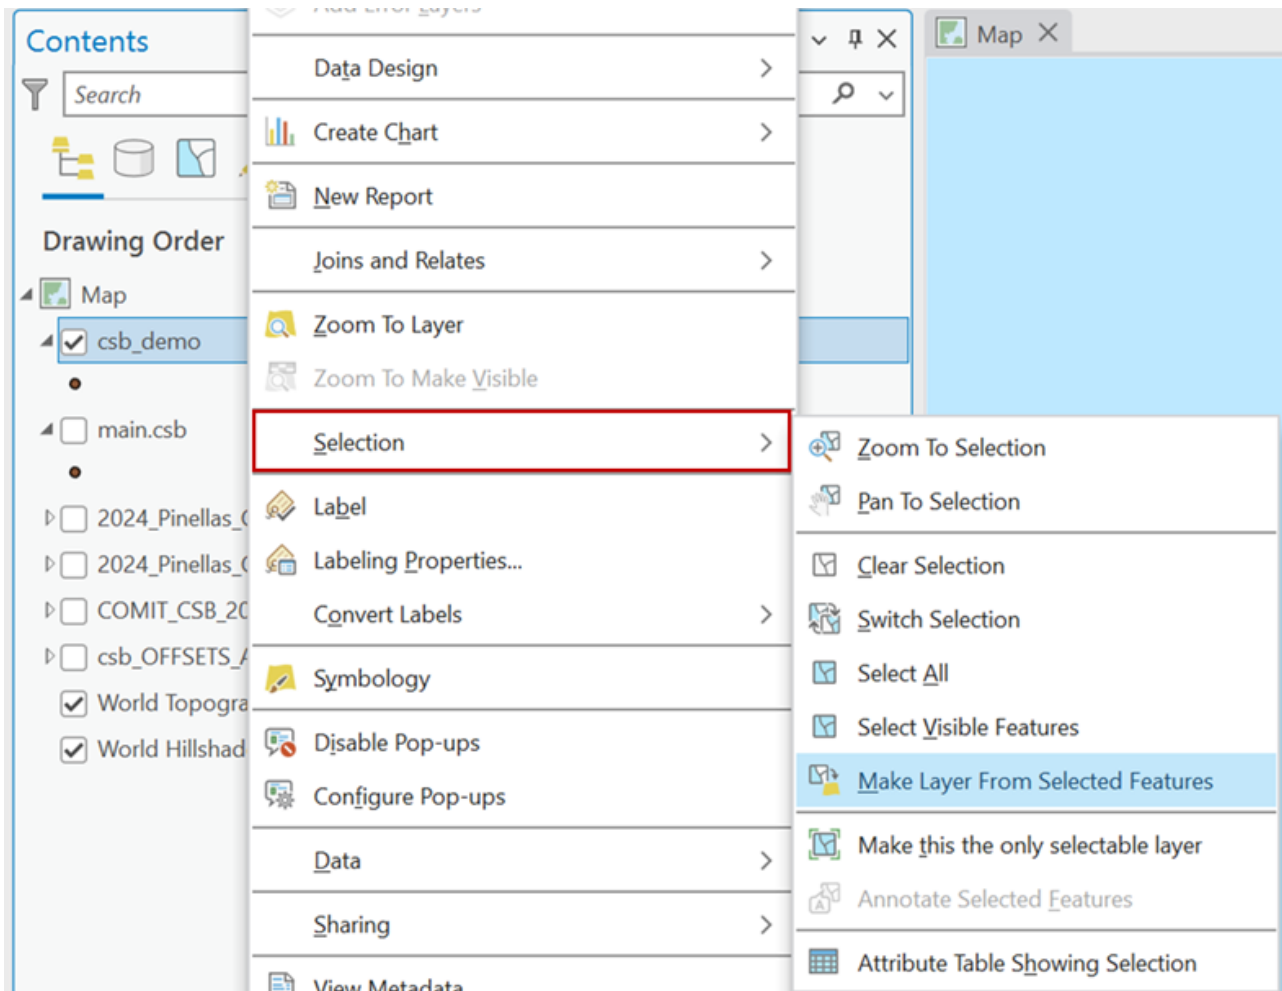 Contents
Search
Drawing Order
Map
csb_demo
main.csb
2024_Pinellas_
2024_Pinellas_
COMIT_CSB_20
csb_OFFSETS_
World Topogra
World Hillshad
Add Error Layers
Data Design
Create Chart
New Report
Joins and Relates
Zoom To Layer
Zoom To Make Visible
Selection
Label
Labeling Properties...
Convert Labels
Symbology
Disable Pop-ups
Configure Pop-ups
Data
Sharing
View Metadata
Map
Zoom To Selection
Pan To Selection
Clear Selection
Switch Selection
Select All
Select Visible Features
Make Layer From Selected Features
Make this the only selectable layer
Annotate Selected Features
Attribute Table Showing Selection